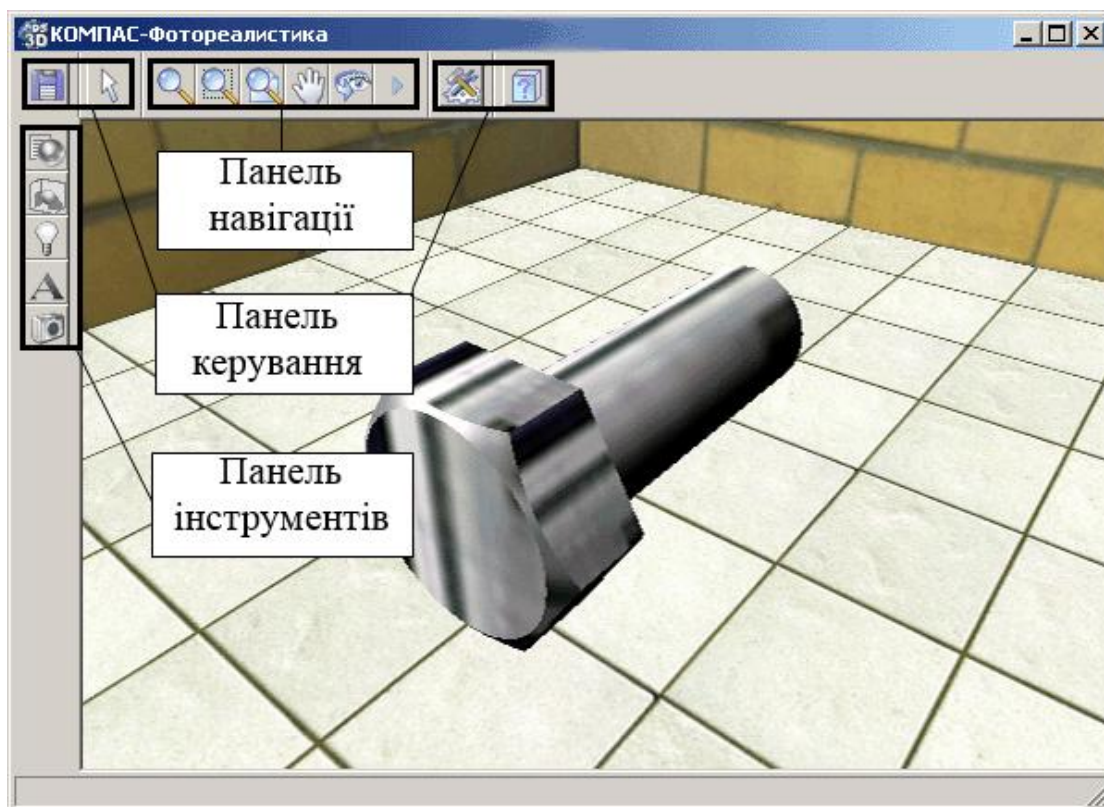 КОМПАС-Фотореалистика
Панель
навігації
Панель
керування
Панель
інструментів